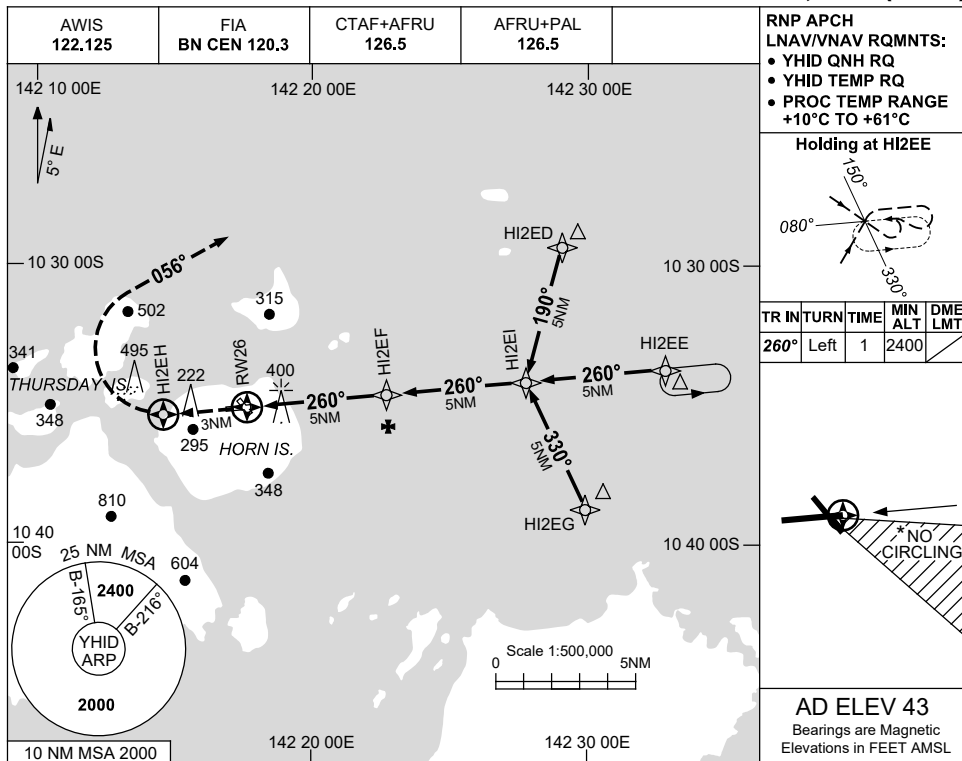 AWIS
122.125
FIA
BN CEN 120.3
CTAF+AFRU
126.5
AFRU+PAL
126.5
RNP APCH
LNAV/VNAV RQMNTS:
• YHID QNH RQ
• YHID TEMP RQ
• PROC TEMP RANGE
+10°C TO +61°C
142 10 00E
142 20 00E
142 30 00E
5° E
Holding at HI2EE
150°
080°
330°
TR IN
TURN
TIME
MIN
ALT
DME
LMT
260°
Left
1
2400
10 30 00S
10 30 00S
056°
502
315
341
495
THURSDAY IS.
348
HI2EH
222
RW26
400
3NM
295
HORN IS.
348
260°
5NM
HI2EF
260°
5NM
HI2EI
260°
5NM
HI2EE
HI2ED
190°
5NM
330°
5NM
HI2EG
810
604
10 40
00S
10 40 00S
25 NM MSA
B-165°
2400
B-216°
YHID
ARP
2000
10 NM MSA 2000
Scale 1:500,000
0
5NM
142 20 00E
142 30 00E
*NO
CIRCLING
AD ELEV 43
Bearings are Magnetic
Elevations in FEET AMSL